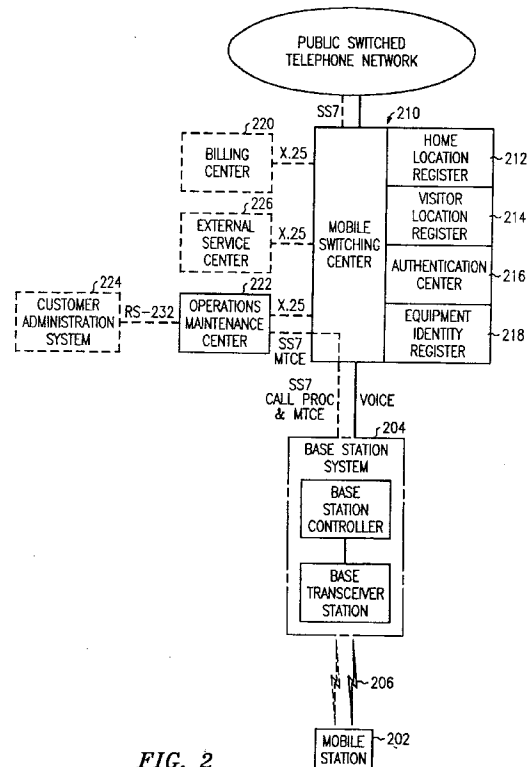 PUBLIC SWITCHED
TELEPHONE NETWORK
SS7
210
220
BILLING
CENTER
X.25
HOME
LOCATION
REGISTER
212
VISITOR
LOCATION
REGISTER
214
226
EXTERNAL
SERVICE
CENTER
X.25
MOBILE
SWITCHING
CENTER
AUTHENTICATION
CENTER
216
224
CUSTOMER
ADMINISTRATION
SYSTEM
RS-232
222
OPERATIONS
MAINTENANCE
CENTER
X.25
SS7
MTCE
EQUIPMENT
IDENTITY
REGISTER
218
SS7
CALL PROC
& MTCE
VOICE
204
BASE STATION
SYSTEM
BASE
STATION
CONTROLLER
BASE
TRANSCEIVER
STATION
206
MOBILE
STATION
202
FIG. 2